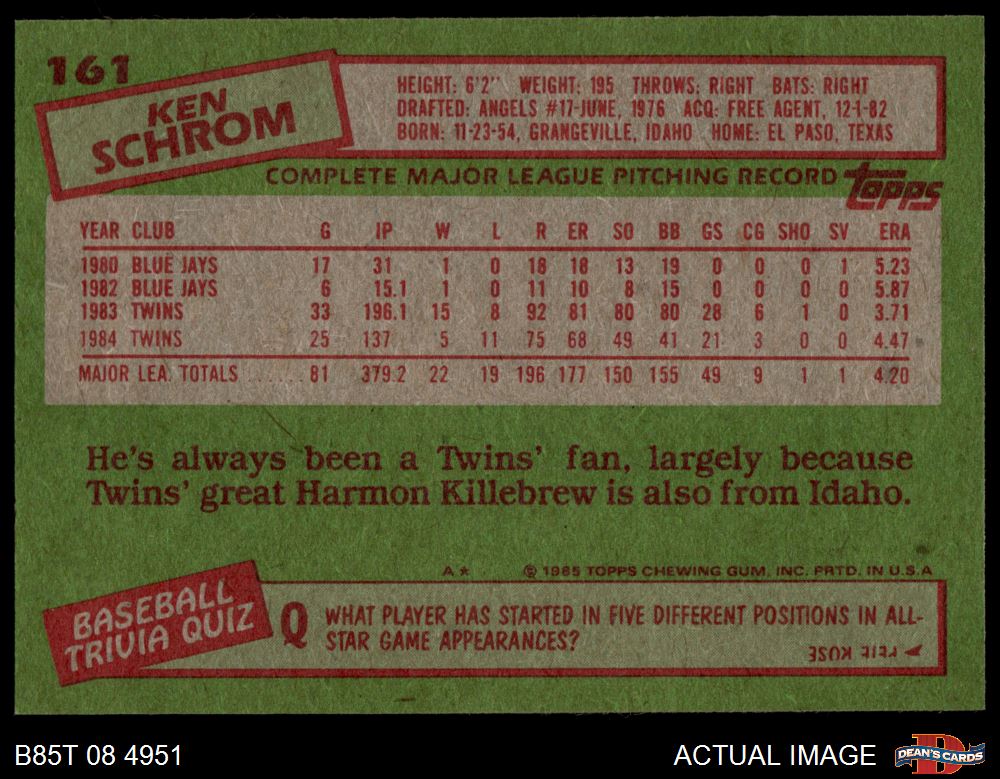 161
KEN
SCHROM
HEIGHT: 6'2" WEIGHT: 195 THROWS: RIGHT BATS: RIGHT
DRAFTED: ANGELS #17-JUNE, 1976 ACQ: FREE AGENT, 12-1-82
BORN: 11-23-54, GRANGEVILLE, IDAHO HOME: EL PASO, TEXAS
COMPLETE MAJOR LEAGUE PITCHING RECORD topps
YEAR CLUB G IP W L R ER SO BB GS CG SHO SV ERA
1980 BLUE JAYS 17 31 1 0 18 18 13 19 0 0 0 1 5.23
1982 BLUE JAYS 6 15.1 1 0 11 10 8 15 0 0 0 0 5.87
1983 TWINS 33 196.1 15 8 92 81 80 80 28 6 1 0 3.71
1984 TWINS 25 137 5 11 75 68 49 41 21 3 0 0 4.47
MAJOR LEA. TOTALS ...... 81 379.2 22 19 196 177 150 155 49 9 1 1 4.20
He's always been a Twins' fan, largely because
Twins' great Harmon Killebrew is also from Idaho.
A* © 1985 TOPPS CHEWING GUM, INC. PRTD. IN U.S.A
BASEBALL
TRIVIA QUIZ
Q WHAT PLAYER HAS STARTED IN FIVE DIFFERENT POSITIONS IN ALL-
STAR GAME APPEARANCES?
A PETE ROSE
B85T 08 4951
ACTUAL IMAGE
DEAN'S CARDS